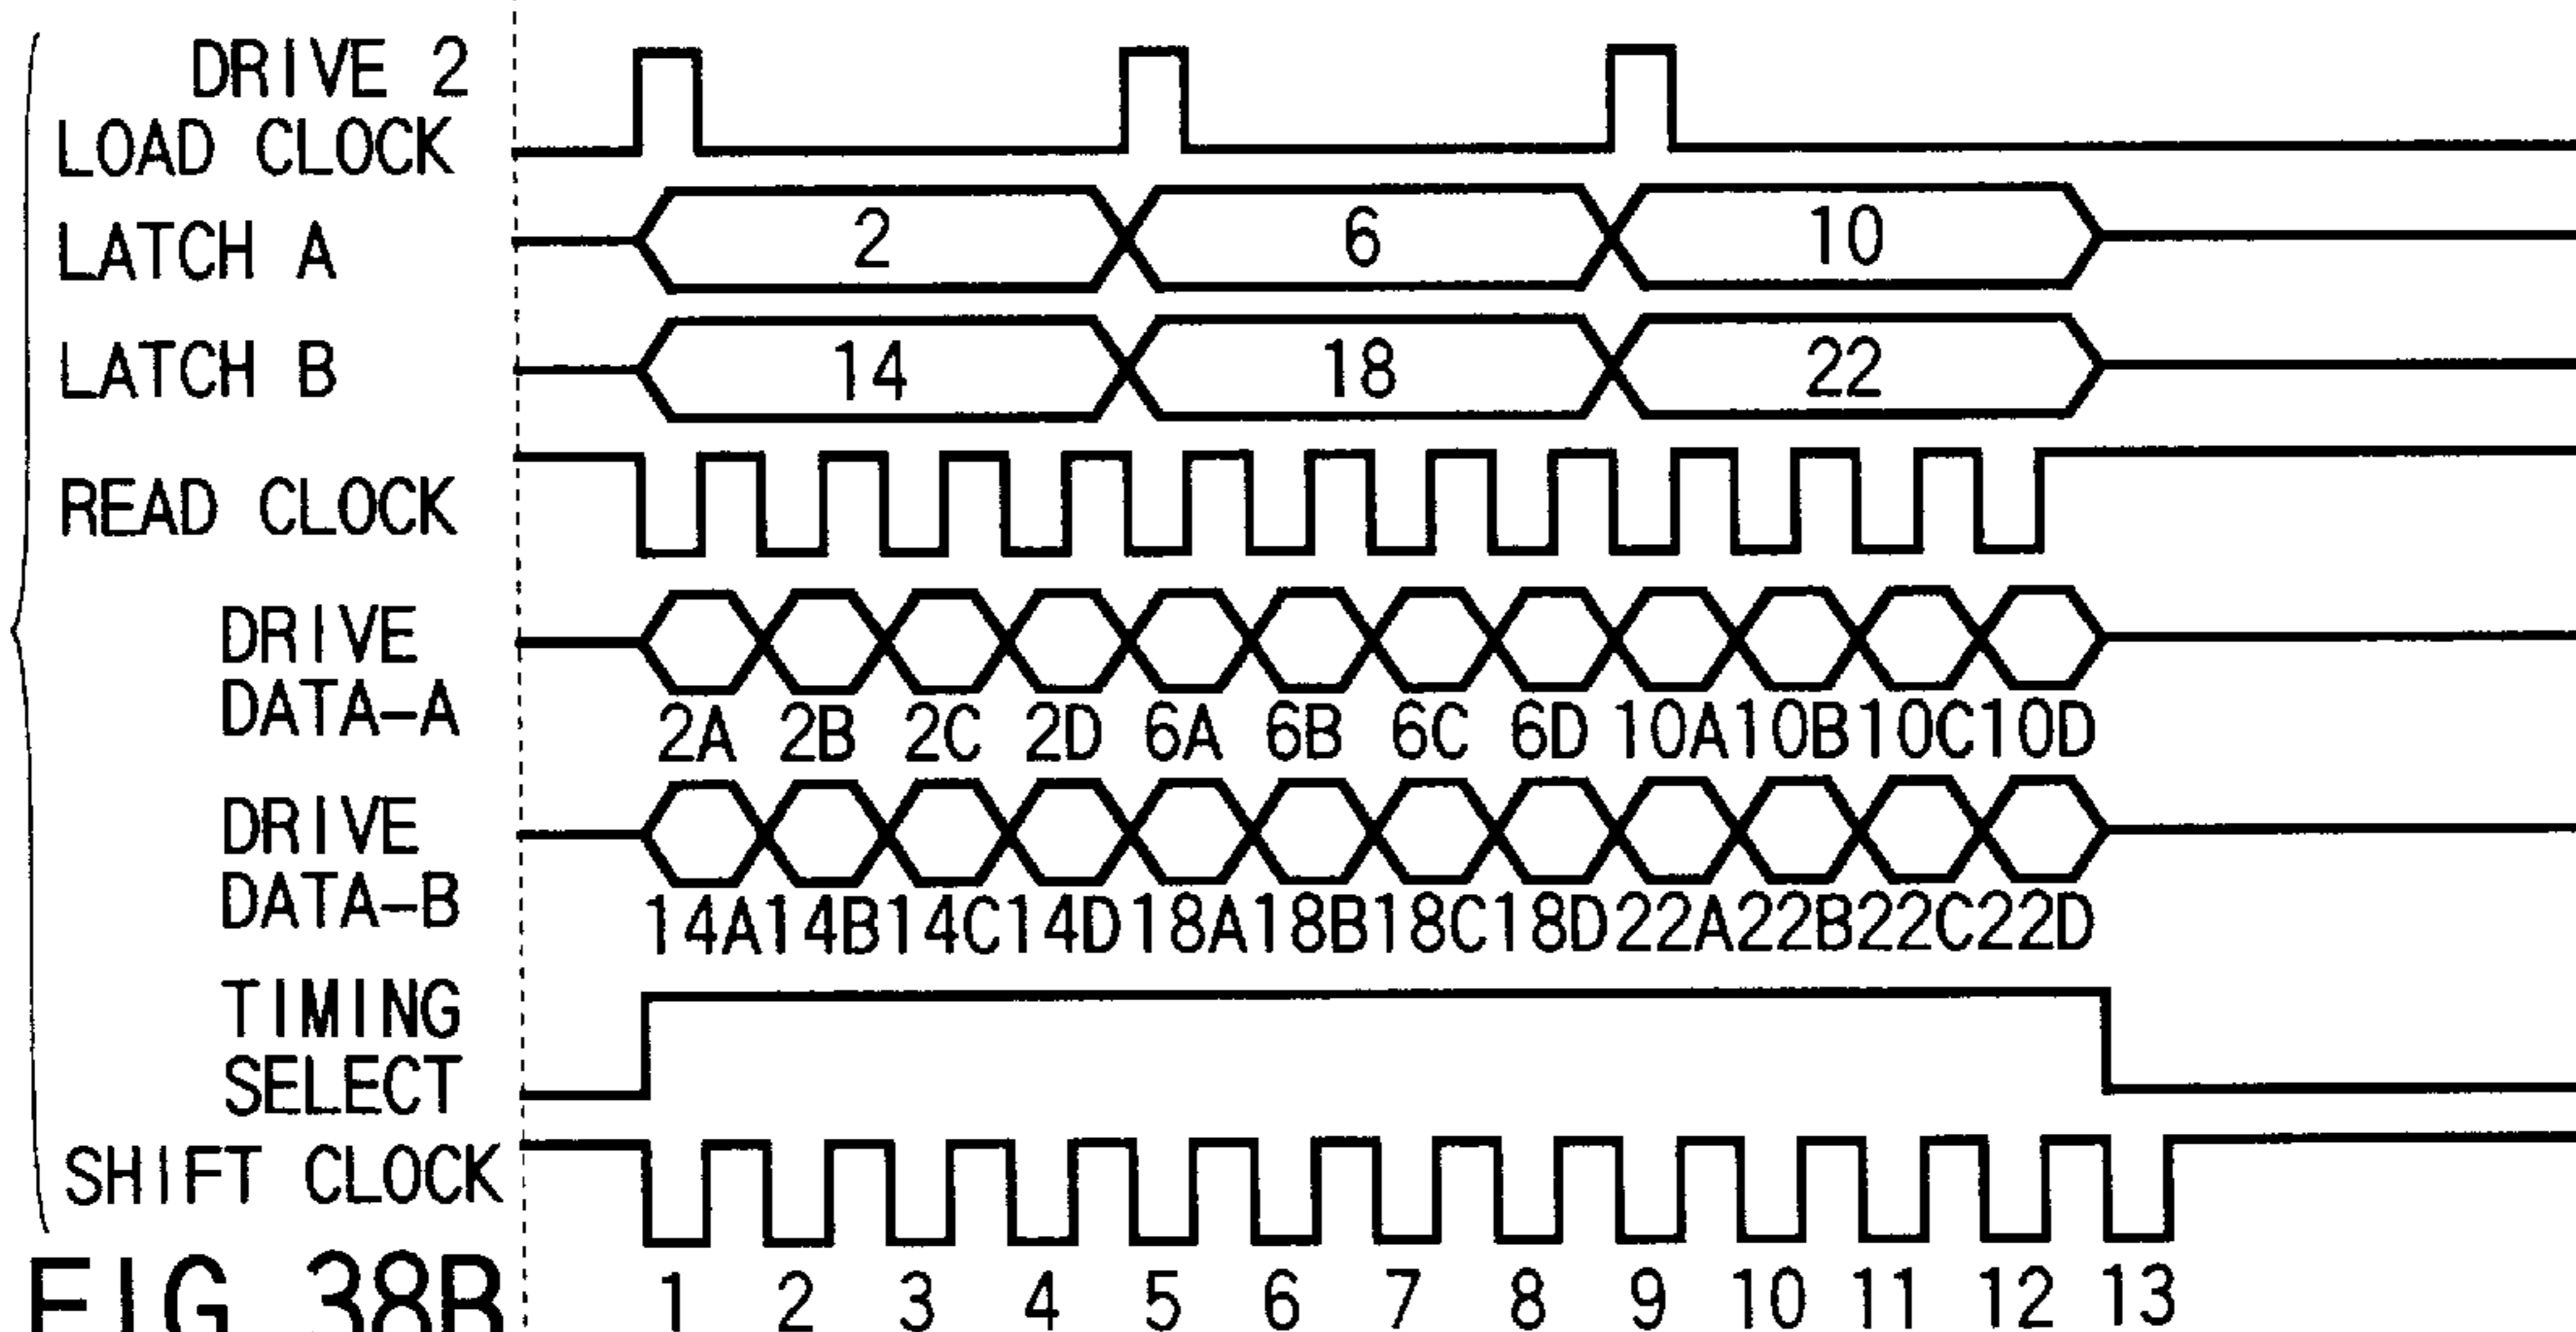 DRIVE 2
LOAD CLOCK
LATCH A 2 6 10
LATCH B 14 18 22
READ CLOCK
DRIVE
DATA-A 2A 2B 2C 2D 6A 6B 6C 6D 10A 10B 10C 10D
DRIVE
DATA-B 14A 14B 14C 14D 18A 18B 18C 18D 22A 22B 22C 22D
TIMING
SELECT
SHIFT CLOCK
FIG 38B 1 2 3 4 5 6 7 8 9 10 11 12 13